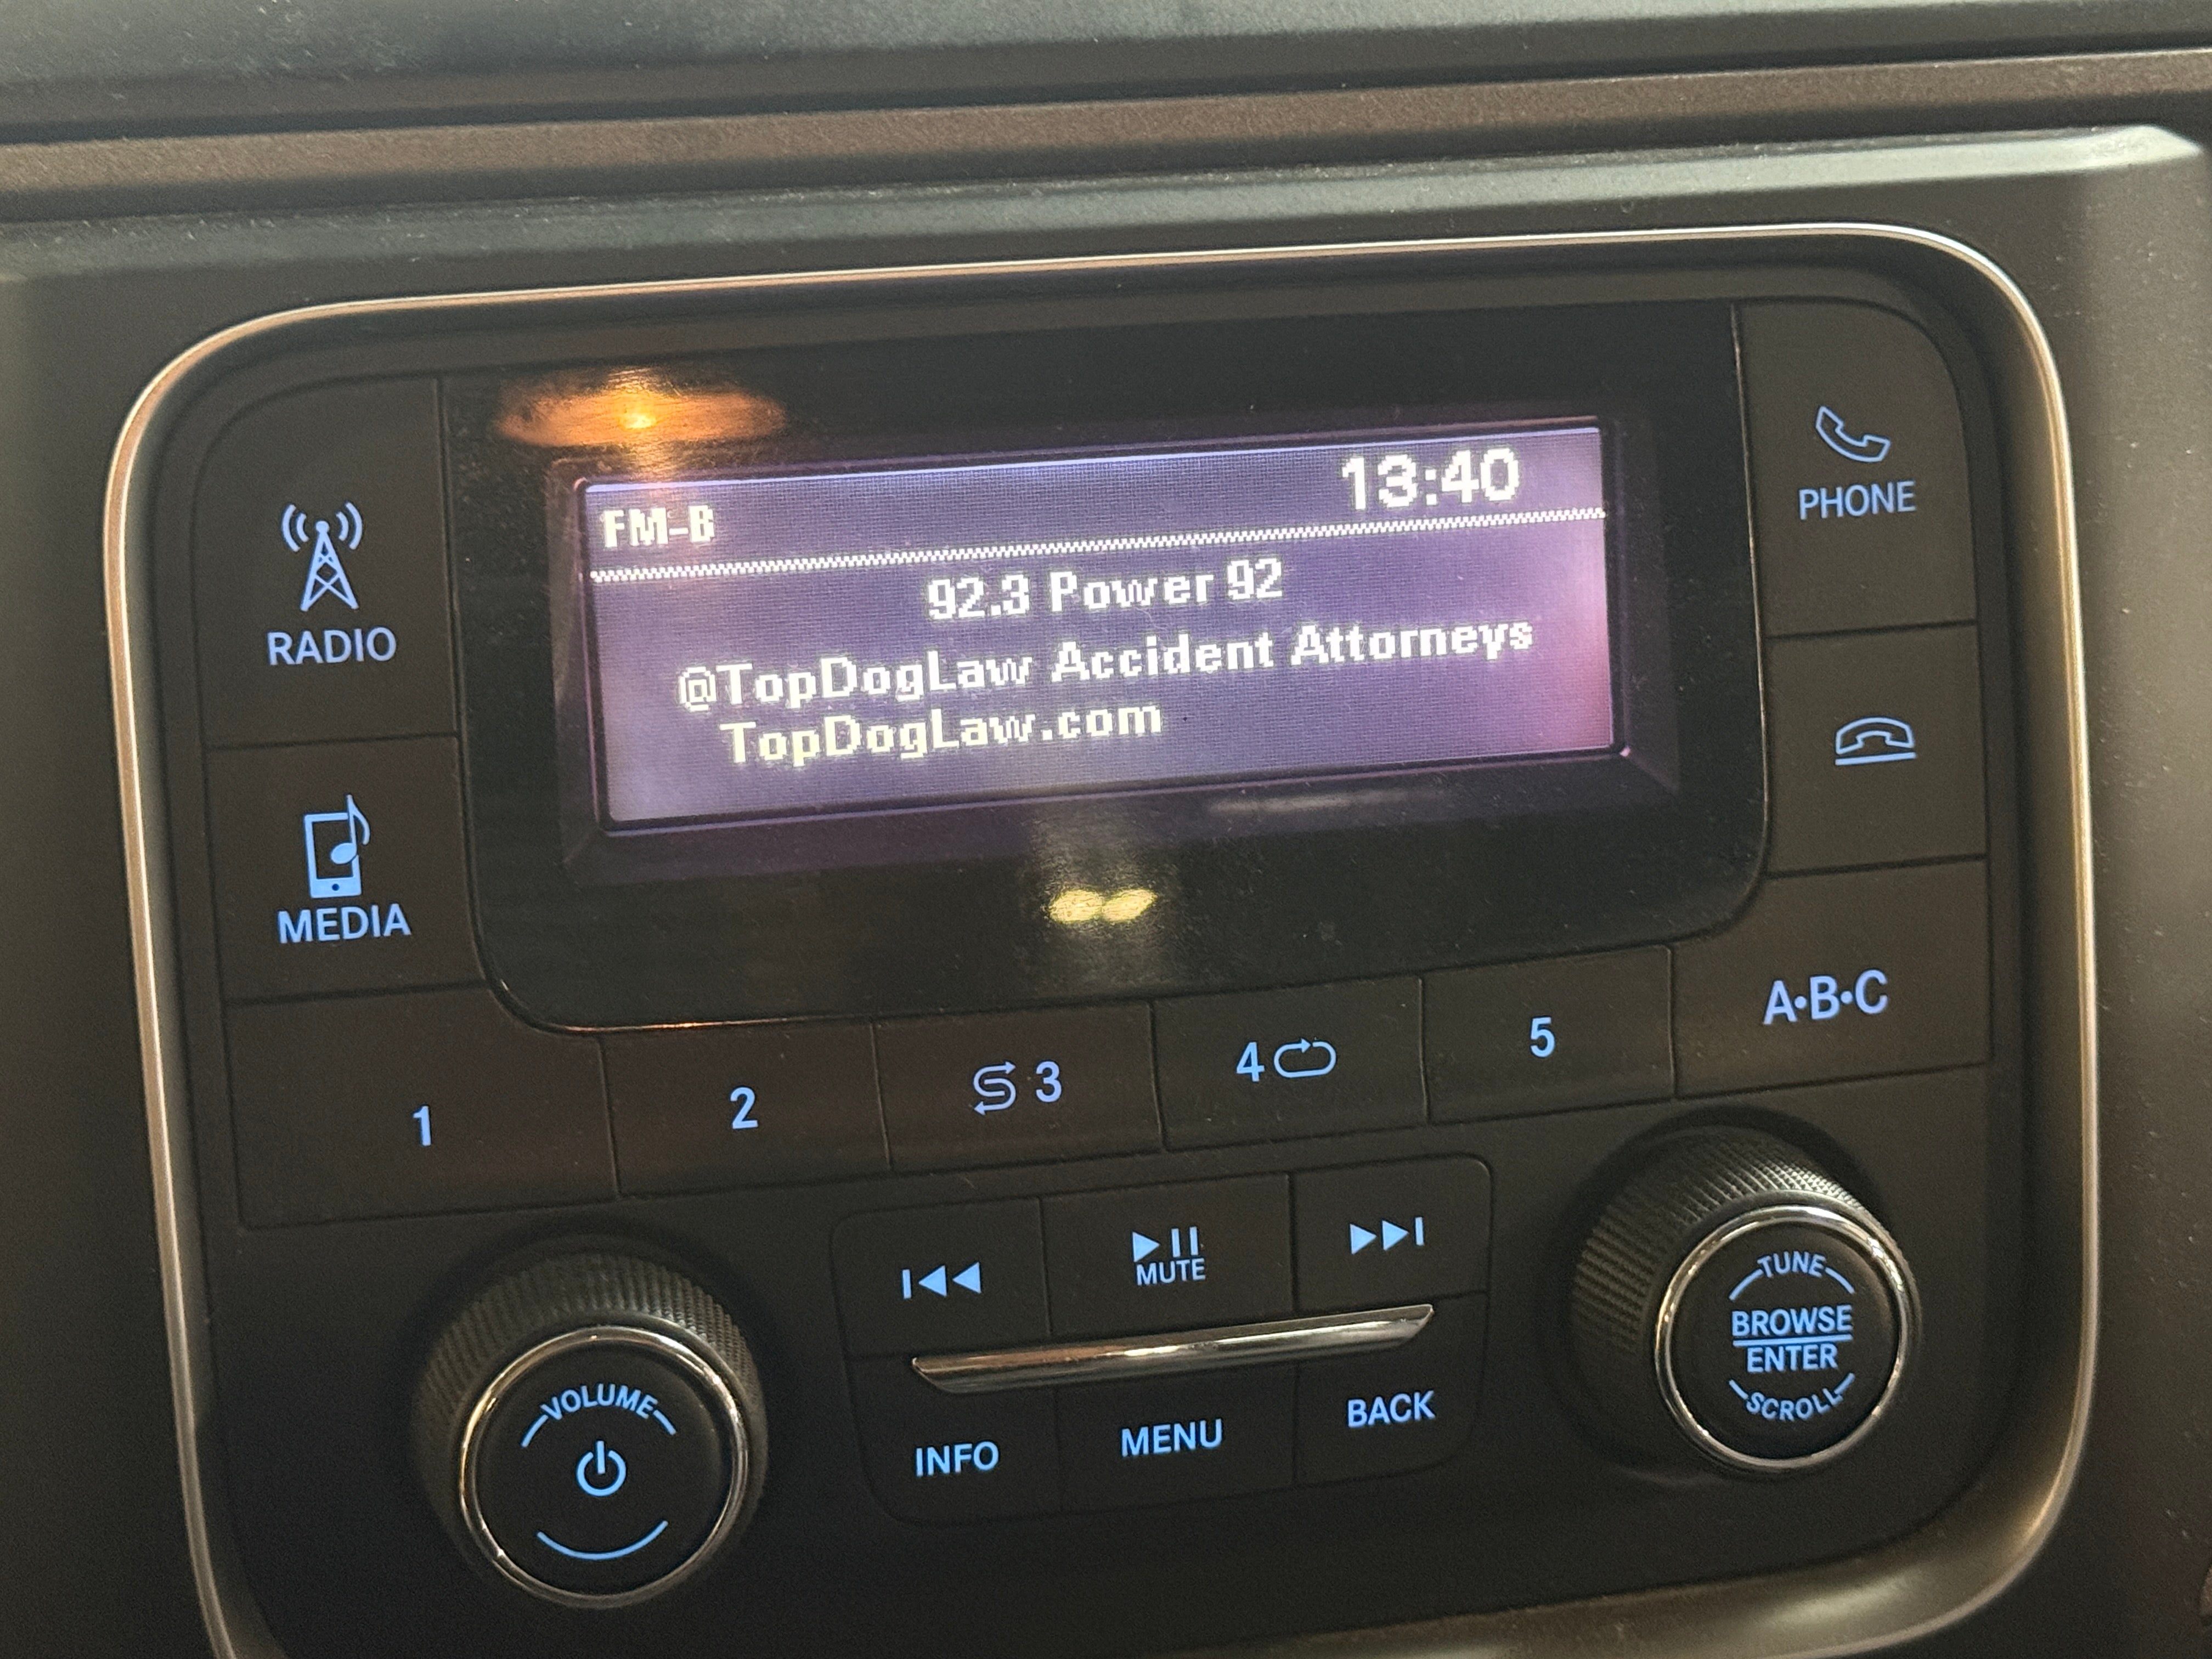 FM-B 13:40
92.3 Power 92
@TopDogLaw Accident Attorneys
TopDogLaw.com
RADIO
PHONE
MEDIA
A•B•C
1 2 3 4 5
MUTE
VOLUME
INFO MENU BACK
TUNE
BROWSE
ENTER
SCROLL